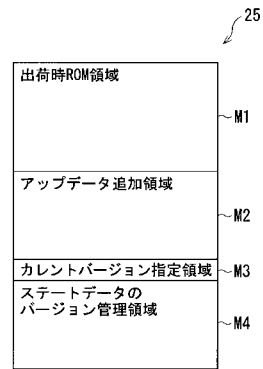 25
出荷時ROM領域
M1
アップデータ追加領域
M2
カレントバージョン指定領域
M3
ステートデータの
バージョン管理領域
M4